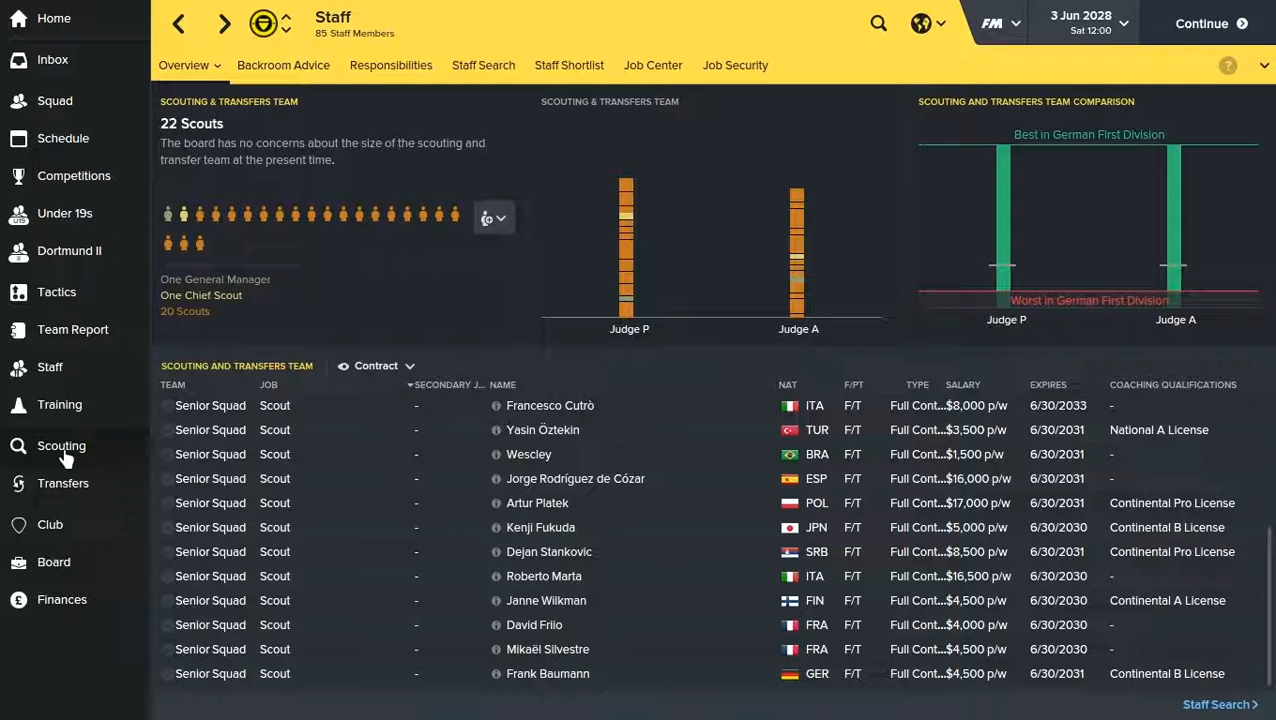 Home
Inbox
Squad
Schedule
Competitions
Under 19s
Dortmund II
Tactics
Team Report
Staff
Training
Scouting
Transfers
Club
Board
Finances
Staff
85 Staff Members
FM
3 Jun 2028
Sat 12:00
Continue
Overview Backroom Advice Responsibilities Staff Search Staff Shortlist Job Center Job Security
?
SCOUTING & TRANSFERS TEAM
22 Scouts
The board has no concerns about the size of the scouting and
transfer team at the present time.
One General Manager
One Chief Scout
20 Scouts
SCOUTING & TRANSFERS TEAM
Judge P Judge A
SCOUTING AND TRANSFERS TEAM COMPARISON
Best in German First Division
Worst in German First Division
Judge P Judge A
SCOUTING AND TRANSFERS TEAM Contract
TEAM JOB SECONDARY J... NAME NAT F/PT TYPE SALARY EXPIRES COACHING QUALIFICATIONS
Senior Squad Scout - Francesco Cutrò ITA F/T Full Cont...$8,000 p/w 6/30/2033 -
Senior Squad Scout - Yasin Öztekin TUR F/T Full Cont...$3,500 p/w 6/30/2031 National A License
Senior Squad Scout - Wescley BRA F/T Full Cont...$1,500 p/w 6/30/2031 -
Senior Squad Scout - Jorge Rodríguez de Cózar ESP F/T Full Cont...$16,000 p/w 6/30/2031 -
Senior Squad Scout - Artur Platek POL F/T Full Cont...$17,000 p/w 6/30/2031 Continental Pro License
Senior Squad Scout - Kenji Fukuda JPN F/T Full Cont...$5,000 p/w 6/30/2030 Continental B License
Senior Squad Scout - Dejan Stankovic SRB F/T Full Cont...$8,500 p/w 6/30/2031 Continental Pro License
Senior Squad Scout - Roberto Marta ITA F/T Full Cont...$16,500 p/w 6/30/2030 -
Senior Squad Scout - Janne Wilkman FIN F/T Full Cont...$4,500 p/w 6/30/2030 Continental A License
Senior Squad Scout - David Friio FRA F/T Full Cont...$4,000 p/w 6/30/2030 -
Senior Squad Scout - Mikaël Silvestre FRA F/T Full Cont...$4,500 p/w 6/30/2030 -
Senior Squad Scout - Frank Baumann GER F/T Full Cont...$4,500 p/w 6/30/2031 Continental B License
Staff Search >